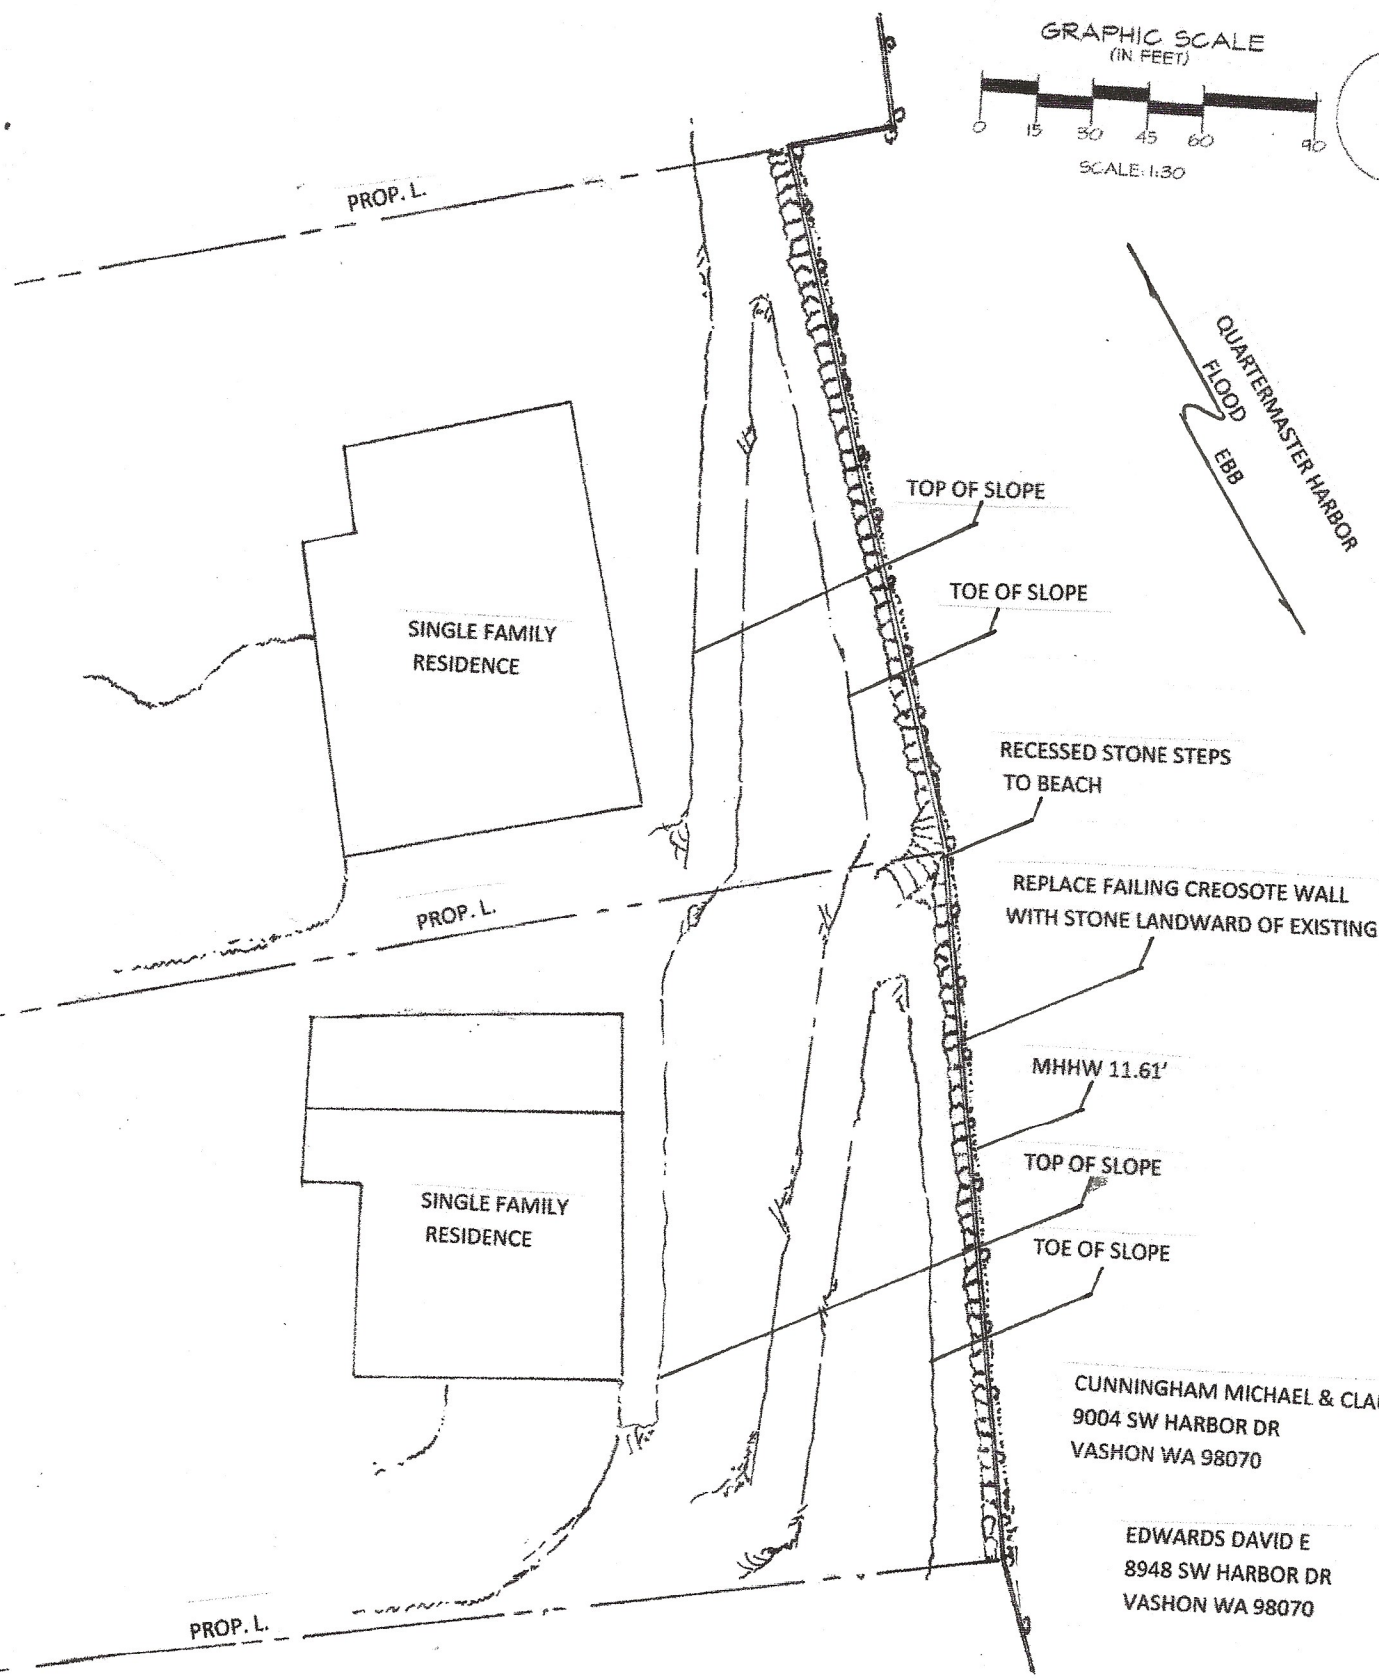 GRAPHIC SCALE
(IN FEET)
0 15 30 45 60 90
SCALE: 1:30
PROP. L.
QUARTERMASTER HARBOR
FLOOD
EBB
TOP OF SLOPE
TOE OF SLOPE
SINGLE FAMILY
RESIDENCE
RECESSED STONE STEPS
TO BEACH
REPLACE FAILING CREOSOTE WALL
WITH STONE LANDWARD OF EXISTING
PROP. L.
MHHW 11.61'
TOP OF SLOPE
SINGLE FAMILY
RESIDENCE
TOE OF SLOPE
CUNNINGHAM MICHAEL &
9004 SW HARBOR DR
VASHON WA 98070
EDWARDS DAVID E
8948 SW HARBOR DR
VASHON WA 98070
PROP. L.